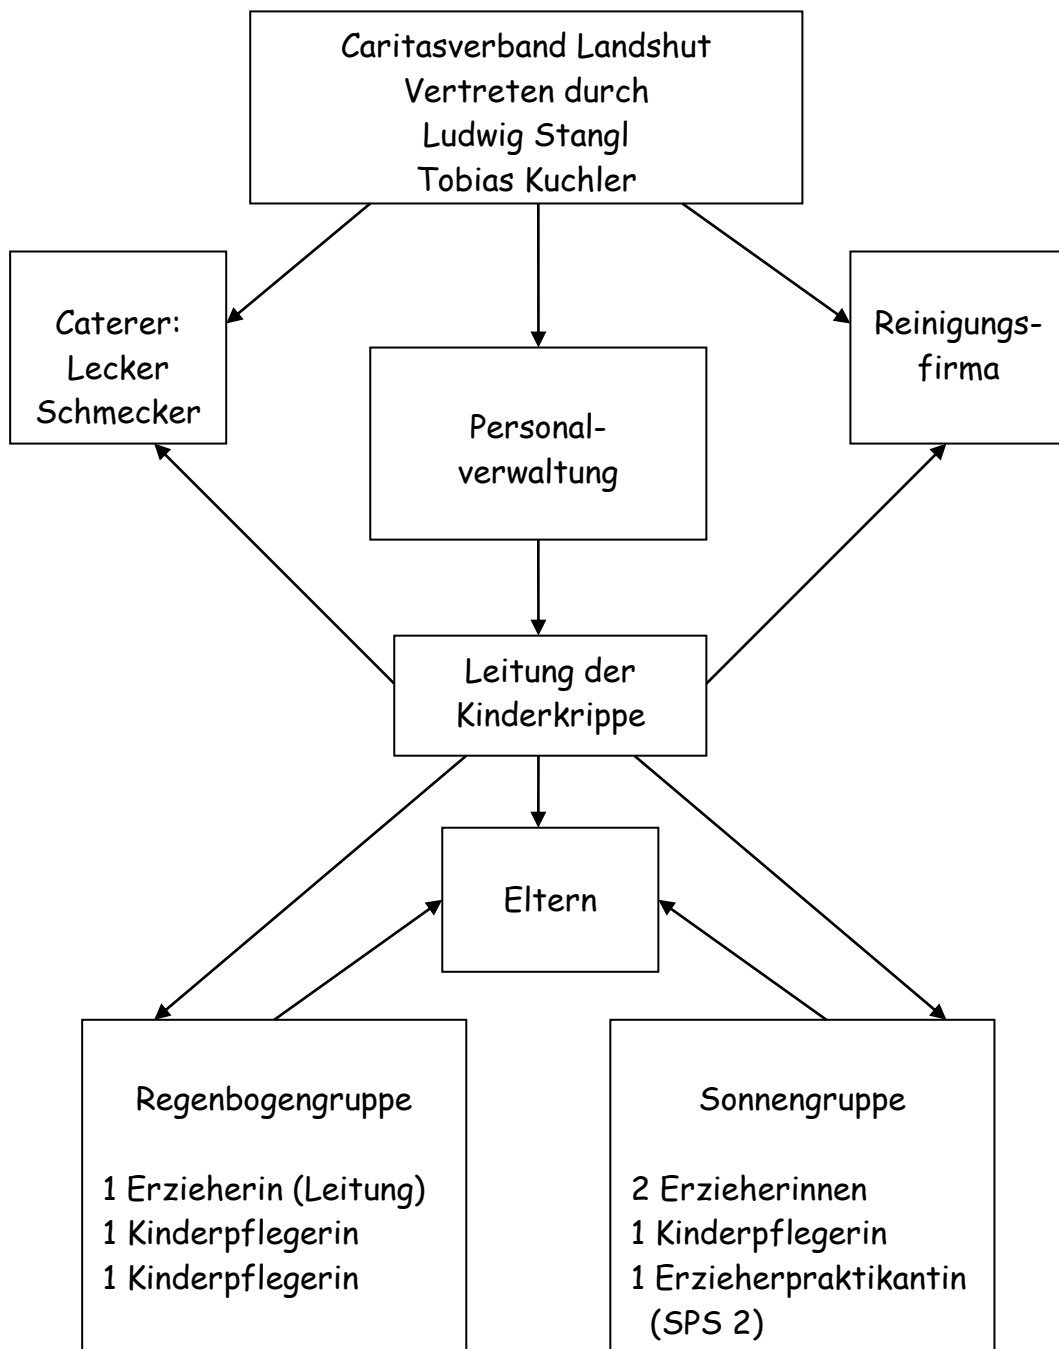 Caritasverband Landshut
Vertreten durch
Ludwig Stangl
Tobias Kuchler
Caterer:
Lecker
Schmecker
Reinigungs-
firma
Personal-
verwaltung
Leitung der
Kinderkrippe
Eltern
Regenbogengruppe
1 Erzieherin (Leitung)
1 Kinderpflegerin
1 Kinderpflegerin
Sonnengruppe
2 Erzieherinnen
1 Kinderpflegerin
1 Erzieherpraktikantin
(SPS 2)